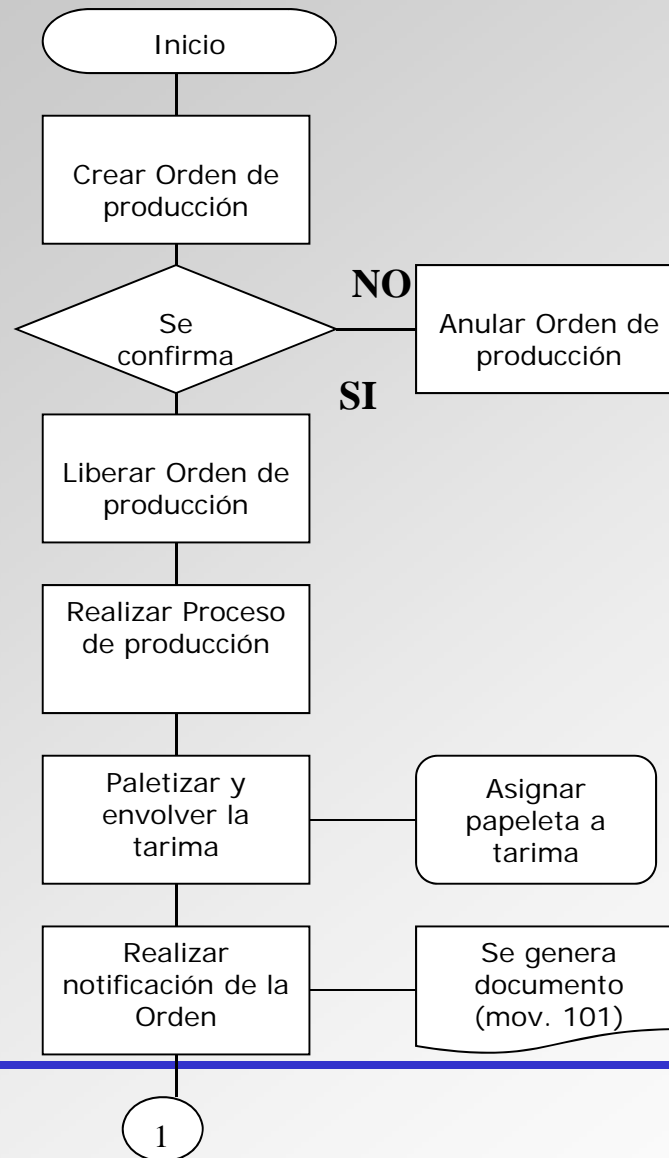 Inicio
Crear Orden de
producción
Se
confirma
NO
Anular Orden de
producción
SI
Liberar Orden de
producción
Realizar Proceso
de producción
Paletizar y
envolver la
tarima
Asignar
papeleta a
tarima
Realizar
notificación de la
Orden
Se genera
documento
(mov. 101)
1